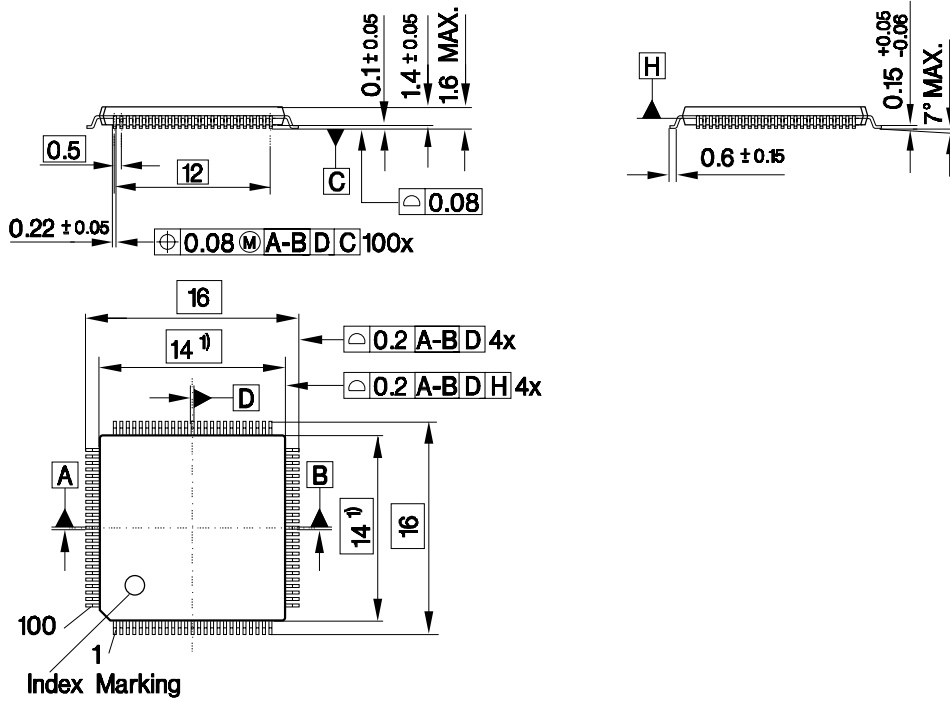 0.1 ± 0.05
1.4 ± 0.05
1.6 MAX.
H
0.15 +0.05 -0.06
7° MAX.
0.5
12
C
0.08
0.6 ± 0.15
0.22 ± 0.05
⌖ 0.08 Ⓜ A-B D C 100x
16
14 1)
⌓ 0.2 A-B D 4x
⌓ 0.2 A-B D H 4x
D
A
B
14 1)
16
100
1
Index Marking